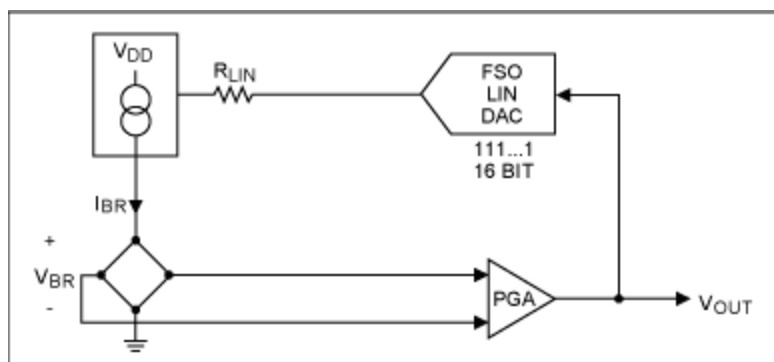 VDD
RLIN
FSO
LIN
DAC
111...1
16 BIT
IBR
+
VBR
-
PGA
VOUT